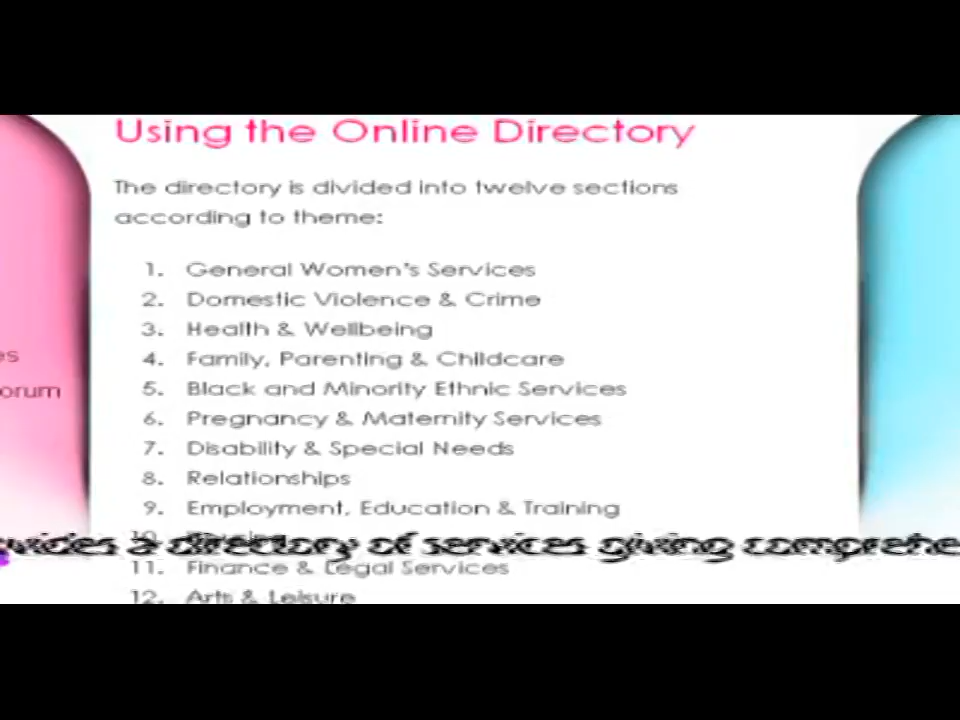 Using the Online Directory
The directory is divided into twelve sections
according to theme:
1. General Women's Services
2. Domestic Violence & Crime
3. Health & Wellbeing
4. Family, Parenting & Childcare
5. Black and Minority Ethnic Services
6. Pregnancy & Maternity Services
7. Disability & Special Needs
8. Relationships
es
orum
9. Employment, Education & Training
10.
a directory of services giving
11. Finance & Legal Services
12. Arts & Leisure